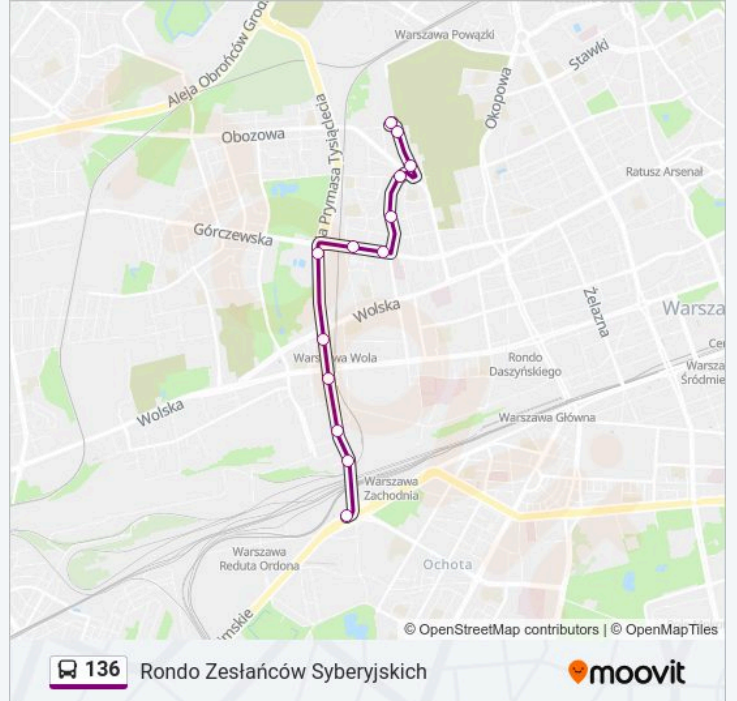 Warszawa Powązki
Stawki
Aleja Obrońców Grod
Okopowa
Obozowa
a Prymasa Tysiąclecia
Ratusz Arsenał
Górczewska
Wolska
Żelazna
Warsza
Cen
Warszawa Wola
Rondo
Daszyńskiego
Warsza
Śródmie
Wolska
Warszawa Główna
Warszawa
Zachodnia
Warszawa
Reduta Ordona
Ochota
mskie
© OpenStreetMap contributors | © OpenMapTiles
136 Rondo Zesłańców Syberyjskich
moovit